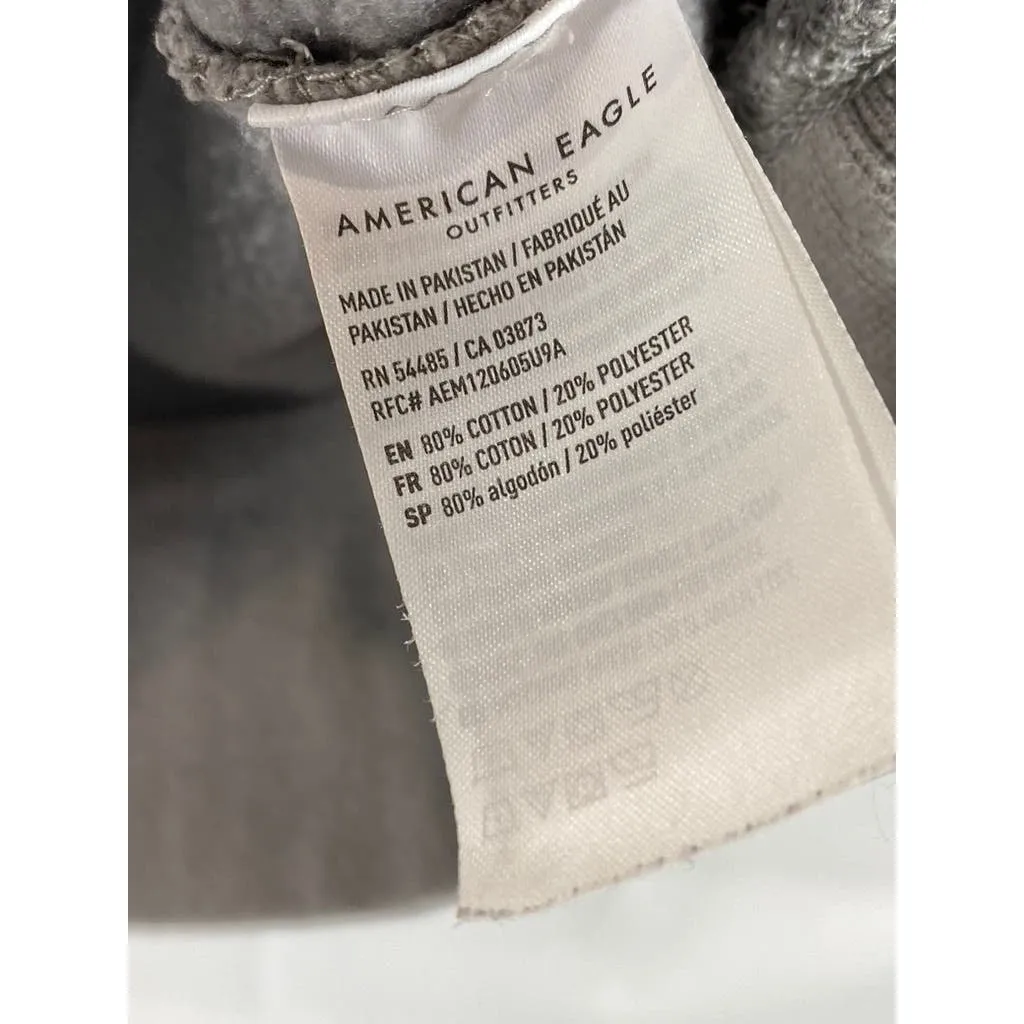 AMERICAN EAGLE
OUTFITTERS
MADE IN PAKISTAN / FABRIQUÉ AU
PAKISTAN / HECHO EN PAKISTÁN
RN 54485 / CA 03873
RFC# AEM120605U9A
EN 80% COTTON / 20% POLYESTER
FR 80% COTON / 20% POLYESTER
SP 80% algodón / 20% poliéster